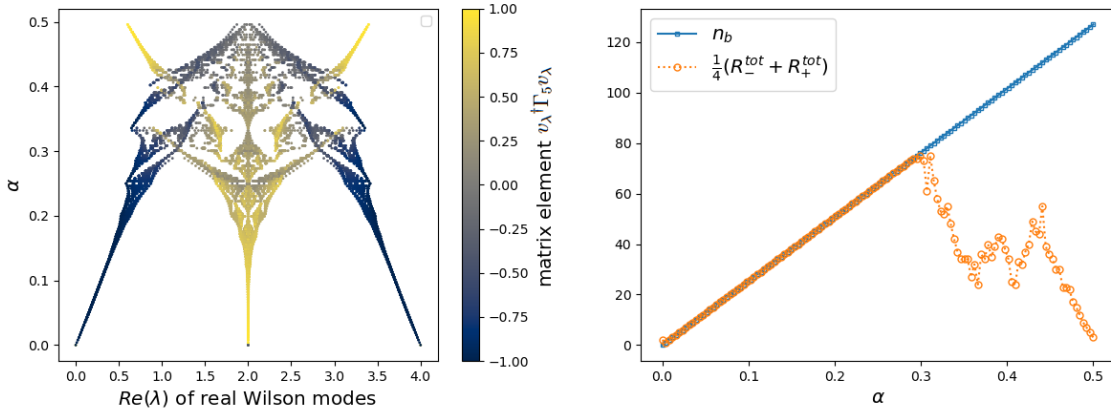 0.5
0.4
0.3
0.2
0.1
0.0
α
0.0 0.5 1.0 1.5 2.0 2.5 3.0 3.5 4.0
Re(λ) of real Wilson modes
1.00
0.75
0.50
0.25
0.00
−0.25
−0.50
−0.75
−1.00
matrix element v_λ^†Γ_5v_λ
n_b
1/4(R_-^{tot} + R_+^{tot})
120
100
80
60
40
20
0
0.0 0.1 0.2 0.3 0.4 0.5
α